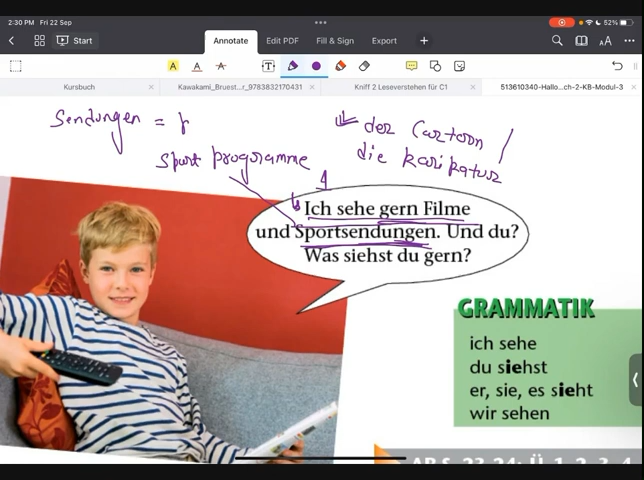 2:30 PM Fri 22 Sep
52%
Start
Annotate
Edit PDF
Fill & Sign
Export
AA
Kursbuch
Kawakami_Bruest...r_9783832170431
Kniff 2 Leseverstehen für C1
513610340-Hallo...ch-2-KB-Modul-3
Sendungen =
der Cartoon /
die Karikatur
Sport programme
1
Ich sehe gern Filme
und Sportsendungen. Und du?
Was siehst du gern?
GRAMMATIK
ich sehe
du siehst
er, sie, es sieht
wir sehen